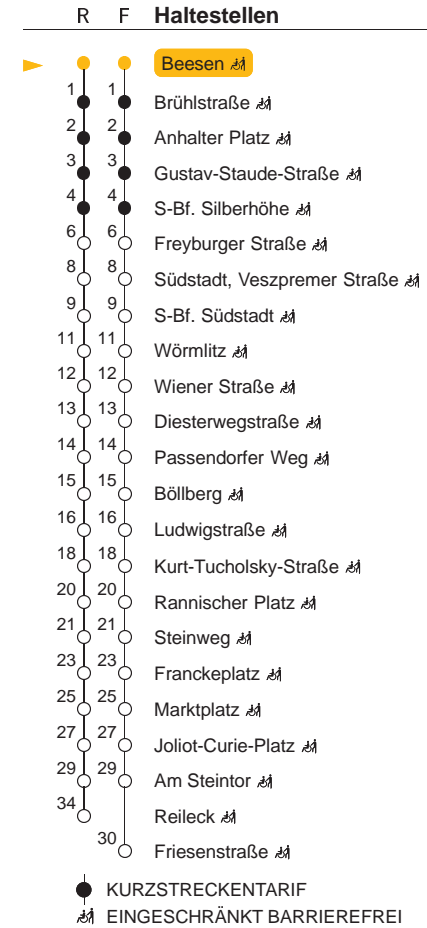 R F Haltestellen
Beesen
1 1 Brühlstraße
2 2 Anhalter Platz
3 3 Gustav-Staude-Straße
4 4 S-Bf. Silberhöhe
6 6 Freyburger Straße
8 8 Südstadt, Veszpremer Straße
9 9 S-Bf. Südstadt
11 11 Wörmlitz
12 12 Wiener Straße
13 13 Diesterwegstraße
14 14 Passendorfer Weg
15 15 Böllberg
16 16 Ludwigstraße
18 18 Kurt-Tucholsky-Straße
20 20 Rannischer Platz
21 21 Steinweg
23 23 Franckeplatz
25 25 Marktplatz
27 27 Joliot-Curie-Platz
29 29 Am Steintor
34 Reileck
30 Friesenstraße
KURZSTRECKENTARIF
EINGESCHRÄNKT BARRIEREFREI